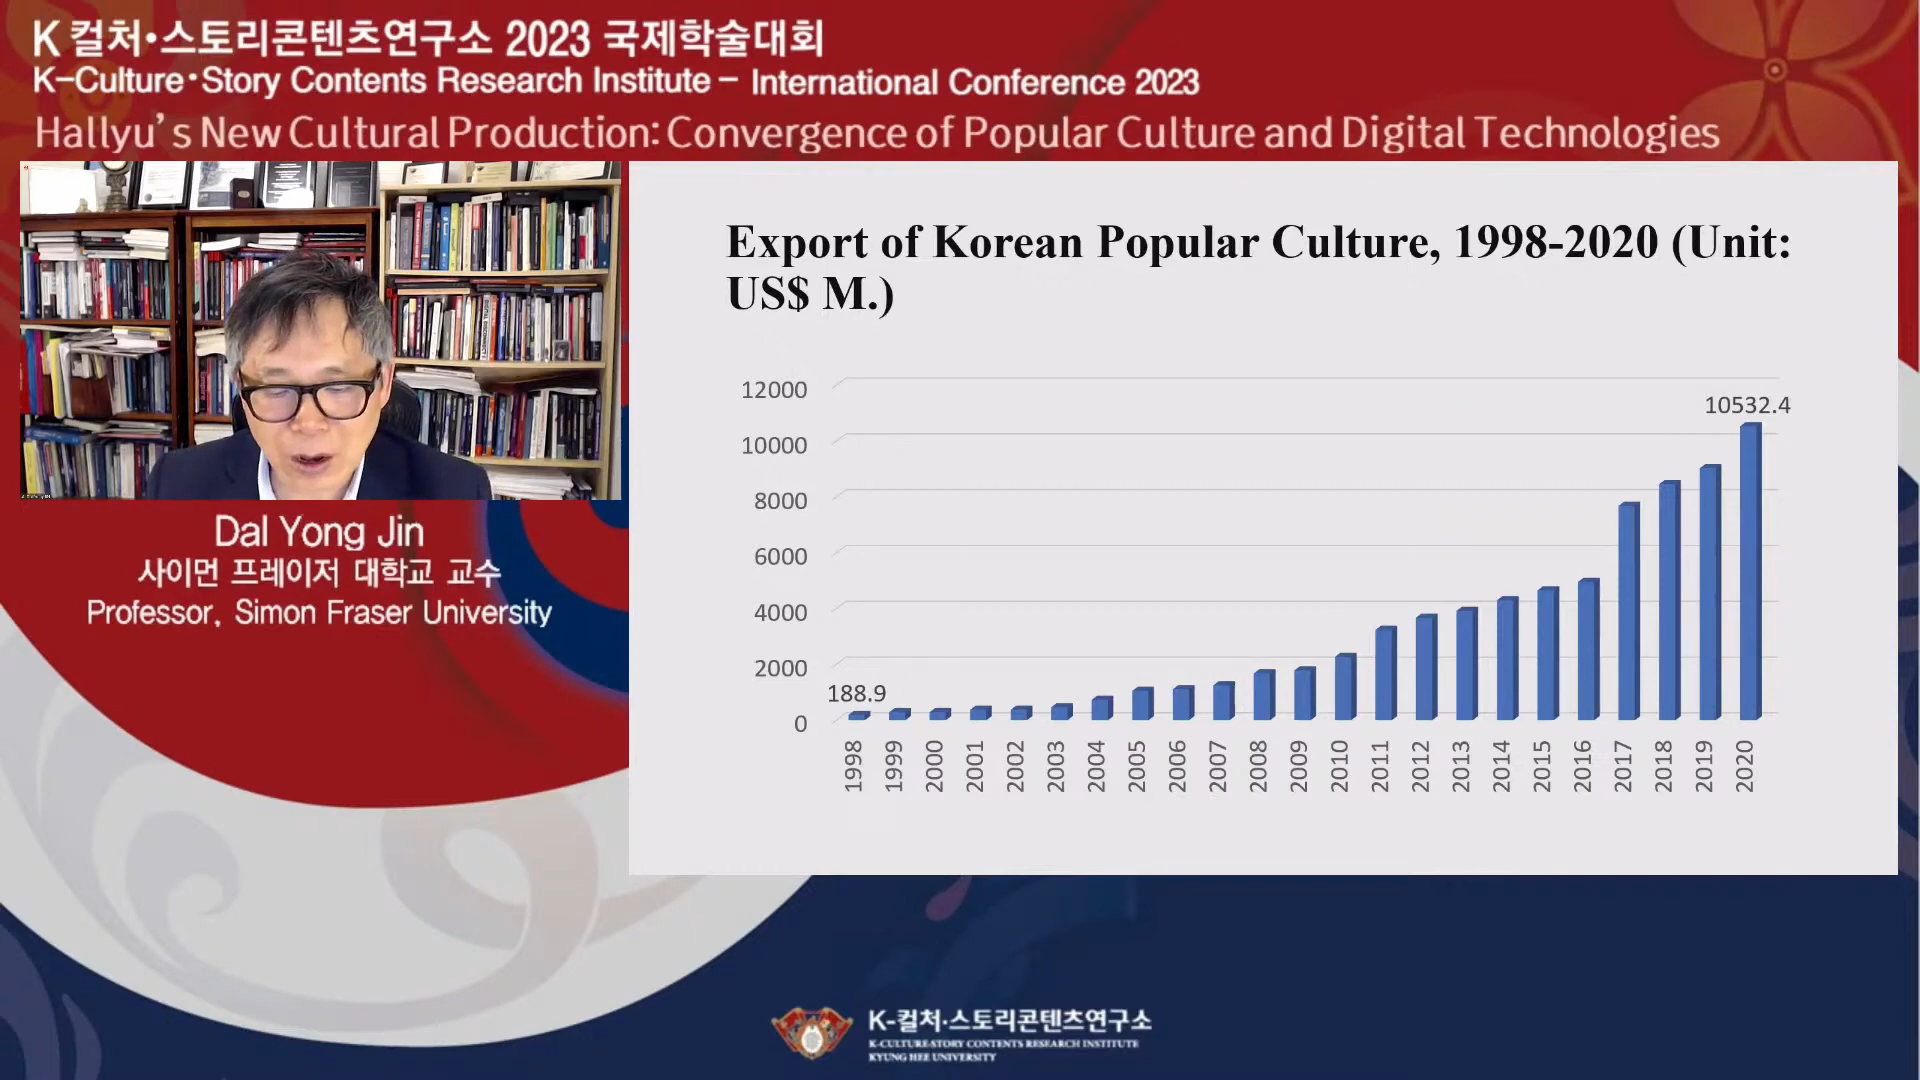 K 컬처•스토리콘텐츠연구소 2023 국제학술대회
K-Culture•Story Contents Research Institute - International Conference 2023
Hallyu's New Cultural Production: Convergence of Popular Culture and Digital Technologies
Dal Yong Jin
사이먼 프레이저 대학교 교수
Professor, Simon Fraser University
Export of Korean Popular Culture, 1998-2020 (Unit:
US$ M.)
12000
10000
8000
6000
4000
2000
0
188.9
10532.4
1998
1999
2000
2001
2002
2003
2004
2005
2006
2007
2008
2009
2010
2011
2012
2013
2014
2015
2016
2017
2018
2019
2020
K-컬처•스토리콘텐츠연구소
K-CULTURE•STORY CONTENTS RESEARCH INSTITUTE
KYUNG HEE UNIVERSITY